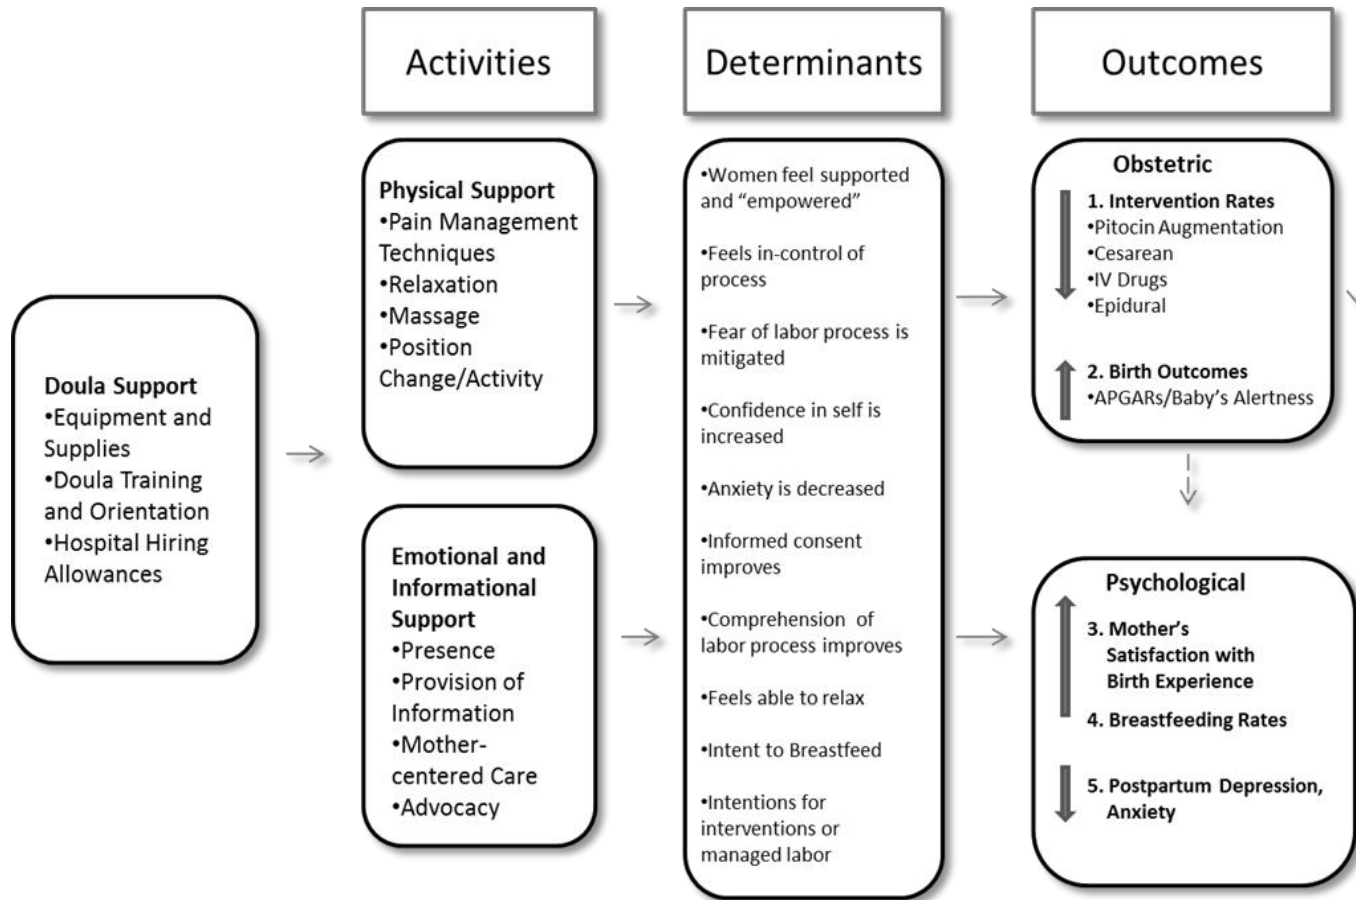 Activities
Determinants
Outcomes
Doula Support
•Equipment and
Supplies
•Doula Training
and Orientation
•Hospital Hiring
Allowances
Physical Support
•Pain Management
Techniques
•Relaxation
•Massage
•Position
Change/Activity
Emotional and
Informational
Support
•Presence
•Provision of
Information
•Mother-
centered Care
•Advocacy
•Women feel supported
and “empowered”
•Feels in-control of
process
•Fear of labor process is
mitigated
•Confidence in self is
increased
•Anxiety is decreased
•Informed consent
improves
•Comprehension of
labor process improves
•Feels able to relax
•Intent to Breastfeed
•Intentions for
interventions or
managed labor
Obstetric
1. Intervention Rates
•Pitocin Augmentation
•Cesarean
•IV Drugs
•Epidural
2. Birth Outcomes
•APGARs/Baby’s Alertness
Psychological
3. Mother’s
Satisfaction with
Birth Experience
4. Breastfeeding Rates
5. Postpartum Depression,
Anxiety